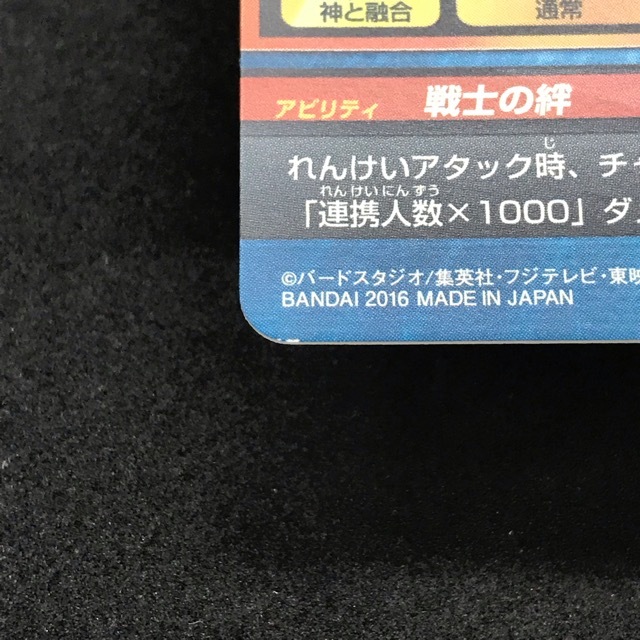 神と融合 通常
アビリティ 戦士の絆
じ
れんけいアタック時、チャ
れんけいにんずう
「連携人数×1000」ダ
©バードスタジオ/集英社・フジテレビ・東映
BANDAI 2016 MADE IN JAPAN